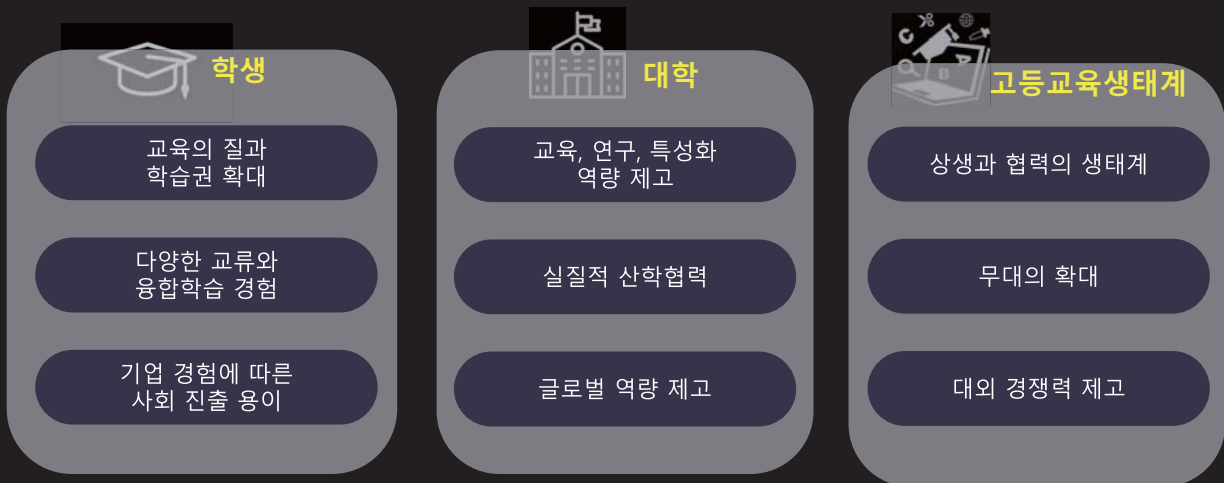 학생
교육의 질과
학습권 확대
다양한 교류와
융합학습 경험
기업 경험에 따른
사회 진출 용이
대학
교육, 연구, 특성화
역량 제고
실질적 산학협력
글로벌 역량 제고
고등교육생태계
상생과 협력의 생태계
무대의 확대
대외 경쟁력 제고